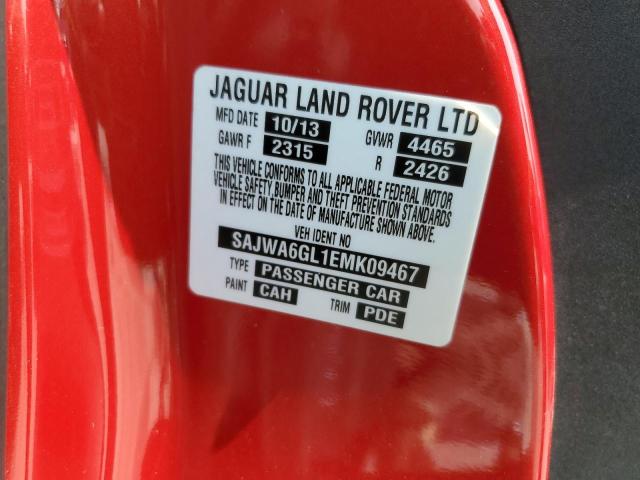 JAGUAR LAND ROVER LTD
MFD DATE 10/13 GVWR 4465
GAWR F 2315 R 2426
THIS VEHICLE CONFORMS TO ALL APPLICABLE FEDERAL MOTOR
VEHICLE SAFETY, BUMPER AND THEFT PREVENTION STANDARDS
IN EFFECT ON THE DATE OF MANUFACTURE SHOWN ABOVE.
VEH IDENT NO
SAJWA6GL1EMK09467
TYPE PASSENGER CAR
PAINT CAH TRIM PDE